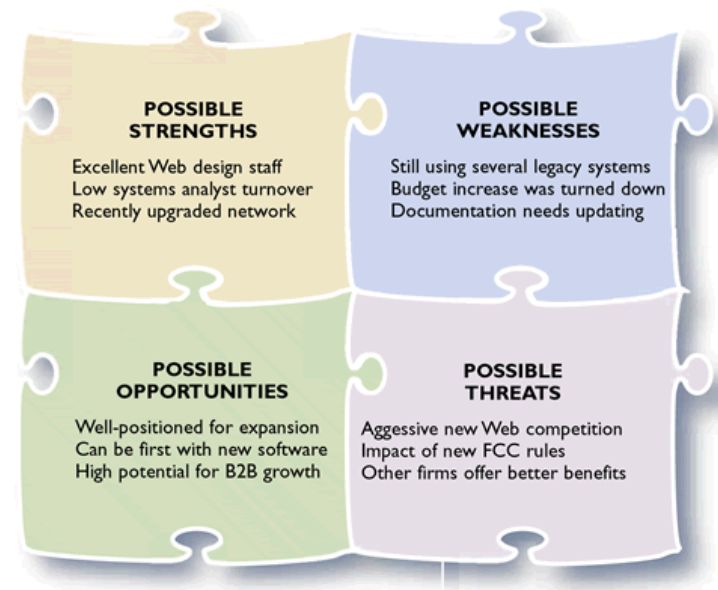 POSSIBLE
STRENGTHS
Excellent Web design staff
Low systems analyst turnover
Recently upgraded network
POSSIBLE
WEAKNESSES
Still using several legacy systems
Budget increase was turned down
Documentation needs updating
POSSIBLE
OPPORTUNITIES
Well-positioned for expansion
Can be first with new software
High potential for B2B growth
POSSIBLE
THREATS
Aggessive new Web competition
Impact of new FCC rules
Other firms offer better benefits